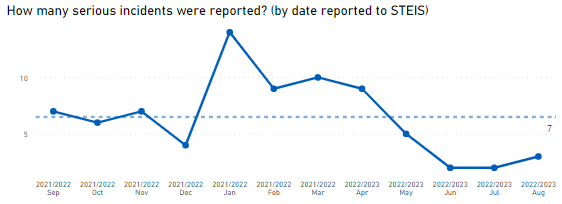 How many serious incidents were reported? (by date reported to STEIS)
10
5
7
2021/2022 2021/2022 2021/2022 2021/2022 2021/2022 2021/2022 2021/2022 2022/2023 2022/2023 2022/2023 2022/2023 2022/2023
Sep Oct Nov Dec Jan Feb Mar Apr May Jun Jul Aug